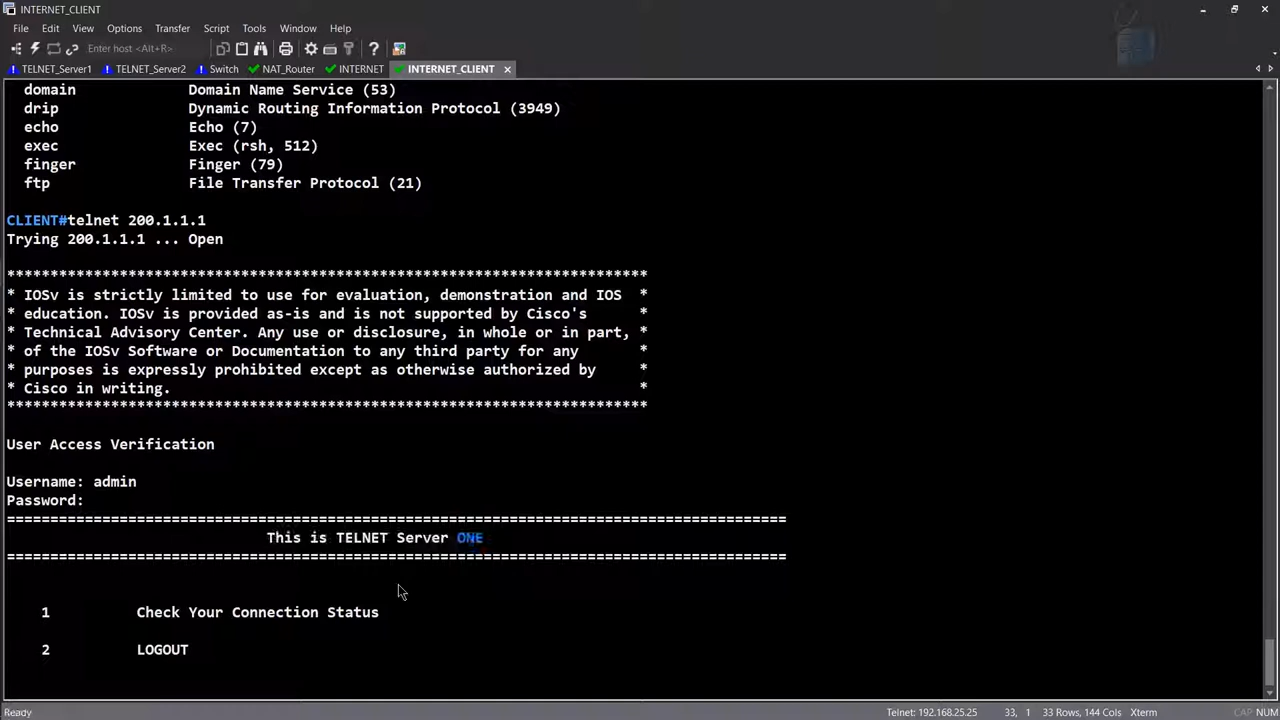 INTERNET_CLIENT
File Edit View Options Transfer Script Tools Window Help
Enter host <Alt+R>
TELNET_Server1 TELNET_Server2 Switch NAT_Router INTERNET INTERNET_CLIENT
domain Domain Name Service (53)
drip Dynamic Routing Information Protocol (3949)
echo Echo (7)
exec Exec (rsh, 512)
finger Finger (79)
ftp File Transfer Protocol (21)
CLIENT#telnet 200.1.1.1
Trying 200.1.1.1 ... Open
**************************************************************************
* IOSv is strictly limited to use for evaluation, demonstration and IOS *
* education. IOSv is provided as-is and is not supported by Cisco's *
* Technical Advisory Center. Any use or disclosure, in whole or in part, *
* of the IOSv Software or Documentation to any third party for any *
* purposes is expressly prohibited except as otherwise authorized by *
* Cisco in writing. *
**************************************************************************
User Access Verification
Username: admin
Password:
==========================================================================================
This is TELNET Server ONE
==========================================================================================
1 Check Your Connection Status
2 LOGOUT
Ready Telnet: 192.168.25.25 33, 1 33 Rows, 144 Cols Xterm CAP NUM